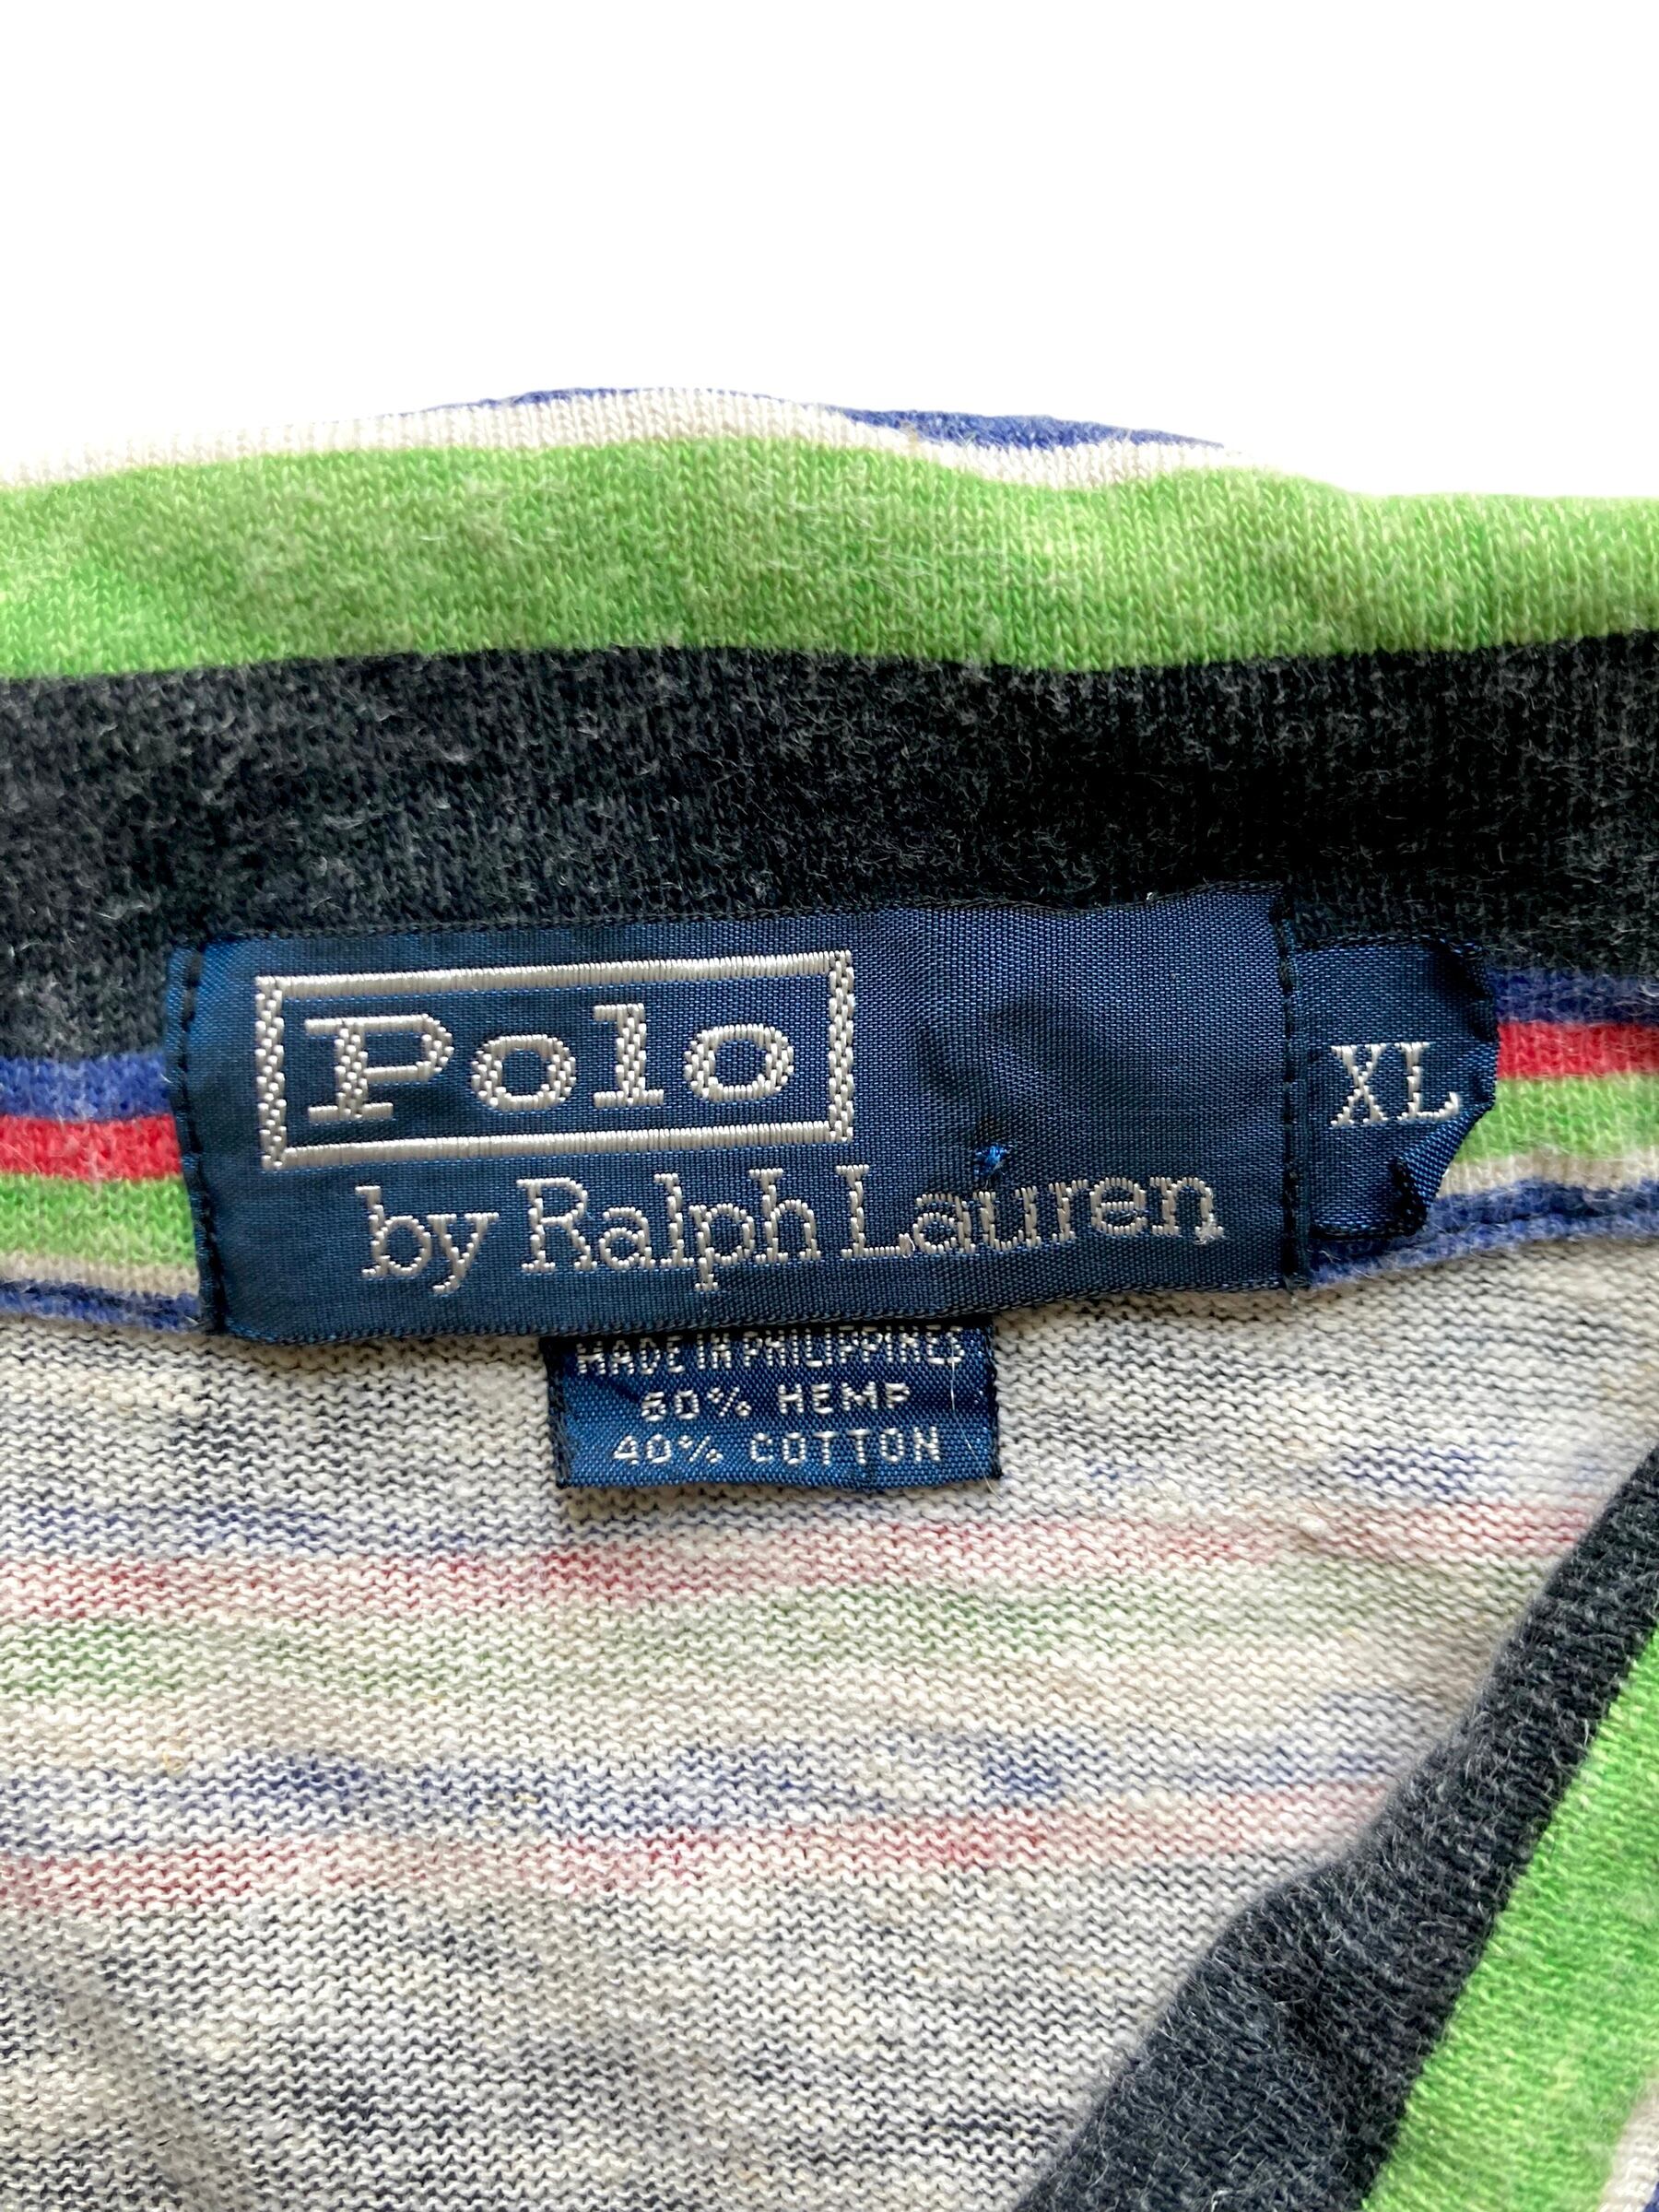 Polo
by Ralph Lauren
XL
MADE IN PHILIPPINES
60% HEMP
40% COTTON